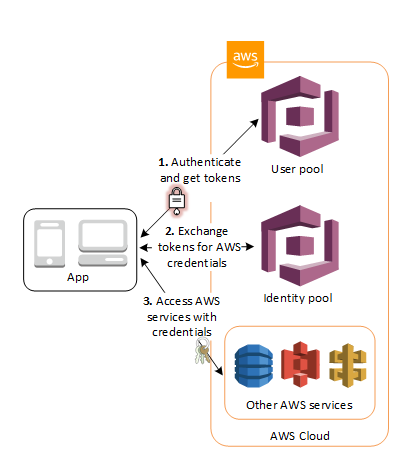 aws
1. Authenticate
and get tokens
User pool
2. Exchange
tokens for AWS
credentials
App
Identity pool
3. Access AWS
services with
credentials
Other AWS services
AWS Cloud